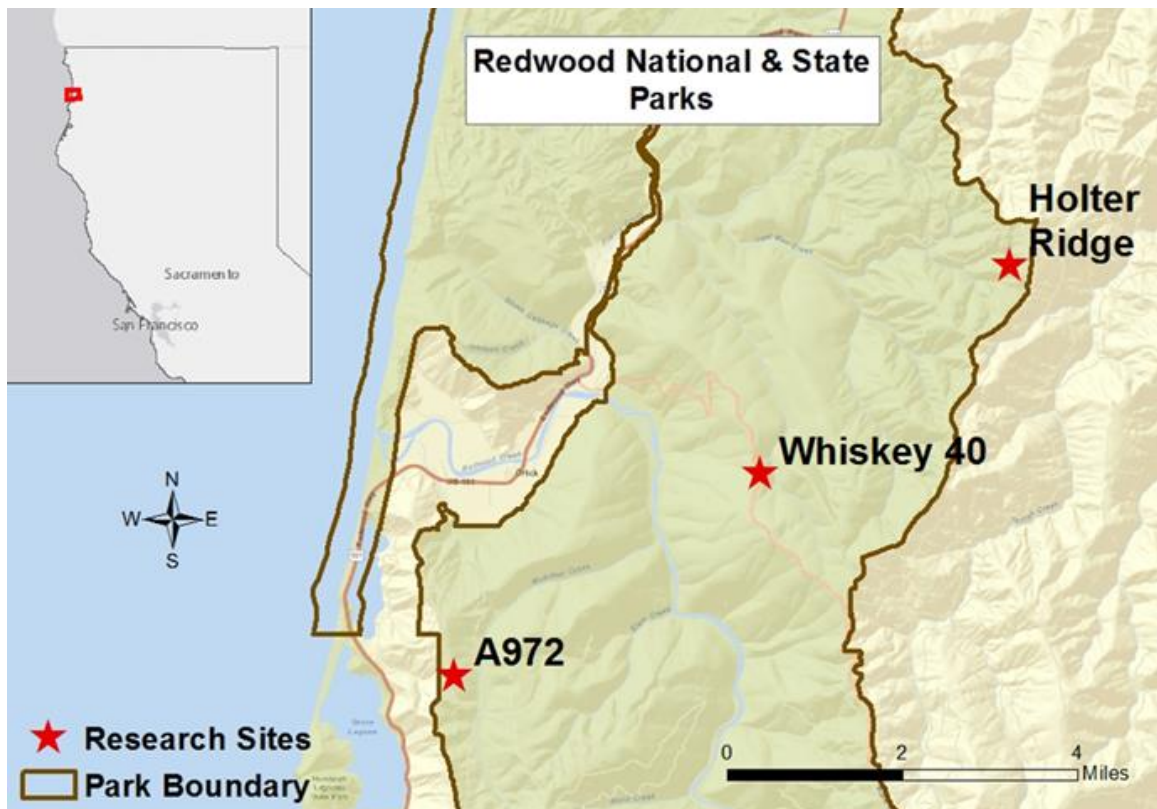 Redwood National & State
Parks
Sacramento
San Francisco
Holter
Ridge
Whiskey 40
Orick
N
W
E
S
A972
Research Sites
Park Boundary
0
2
4
Miles